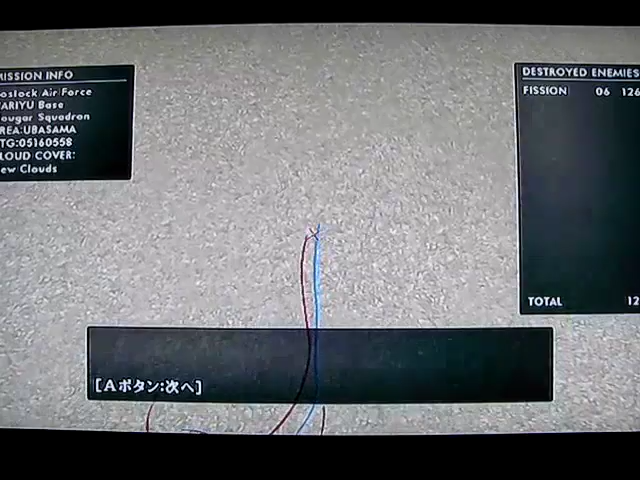 MISSION INFO
oslock Air Force
ARIYU Base
ougar Squadron
REA:UBASAMA
TG:05160558
LOUD COVER:
ew Clouds
DESTROYED ENEMIES
FISSION 06 126
TOTAL 12
[Aボタン:次へ]